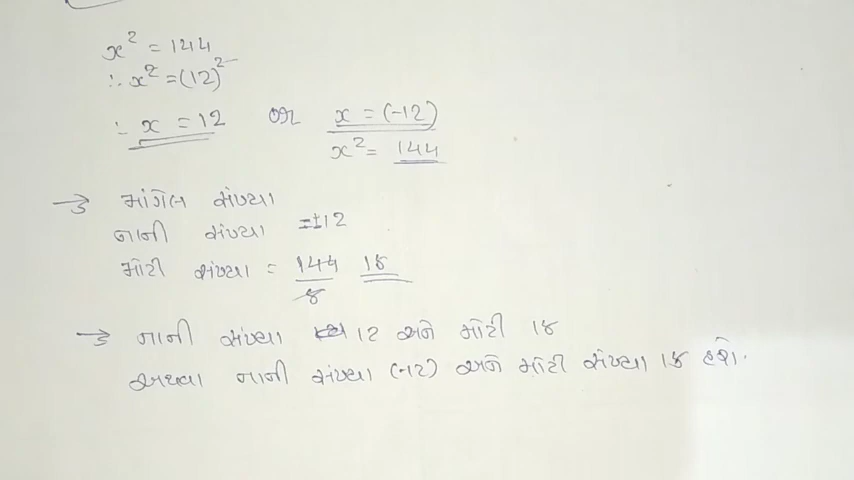 x² = 144
∴ x² = (12)²
∴ x = 12 or x = (-12)
x² = 144
→ માંગેલ સંખ્યા
નાની સંખ્યા = ±12
મોટી સંખ્યા = 144/8 18
→ નાની સંખ્યા 12 અને મોટી 18
અથવા નાની સંખ્યા (-12) અને મોટી સંખ્યા 18 હશે.